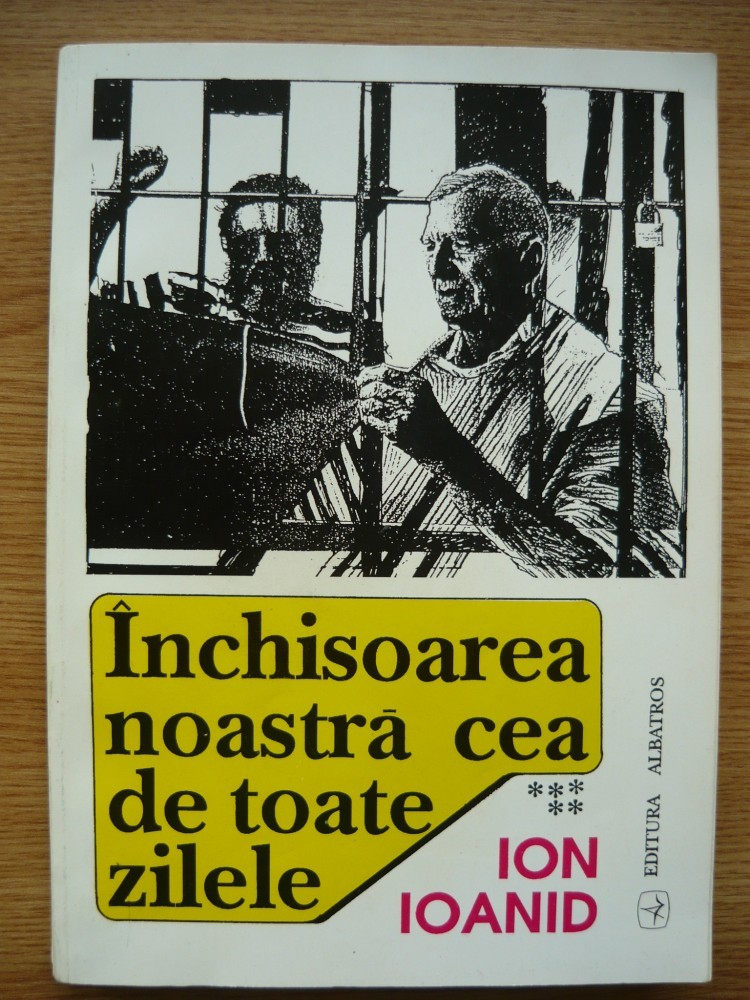 Închisoarea
noastră cea
de toate
zilele
***
**
ION
IOANID
EDITURA ALBATROS